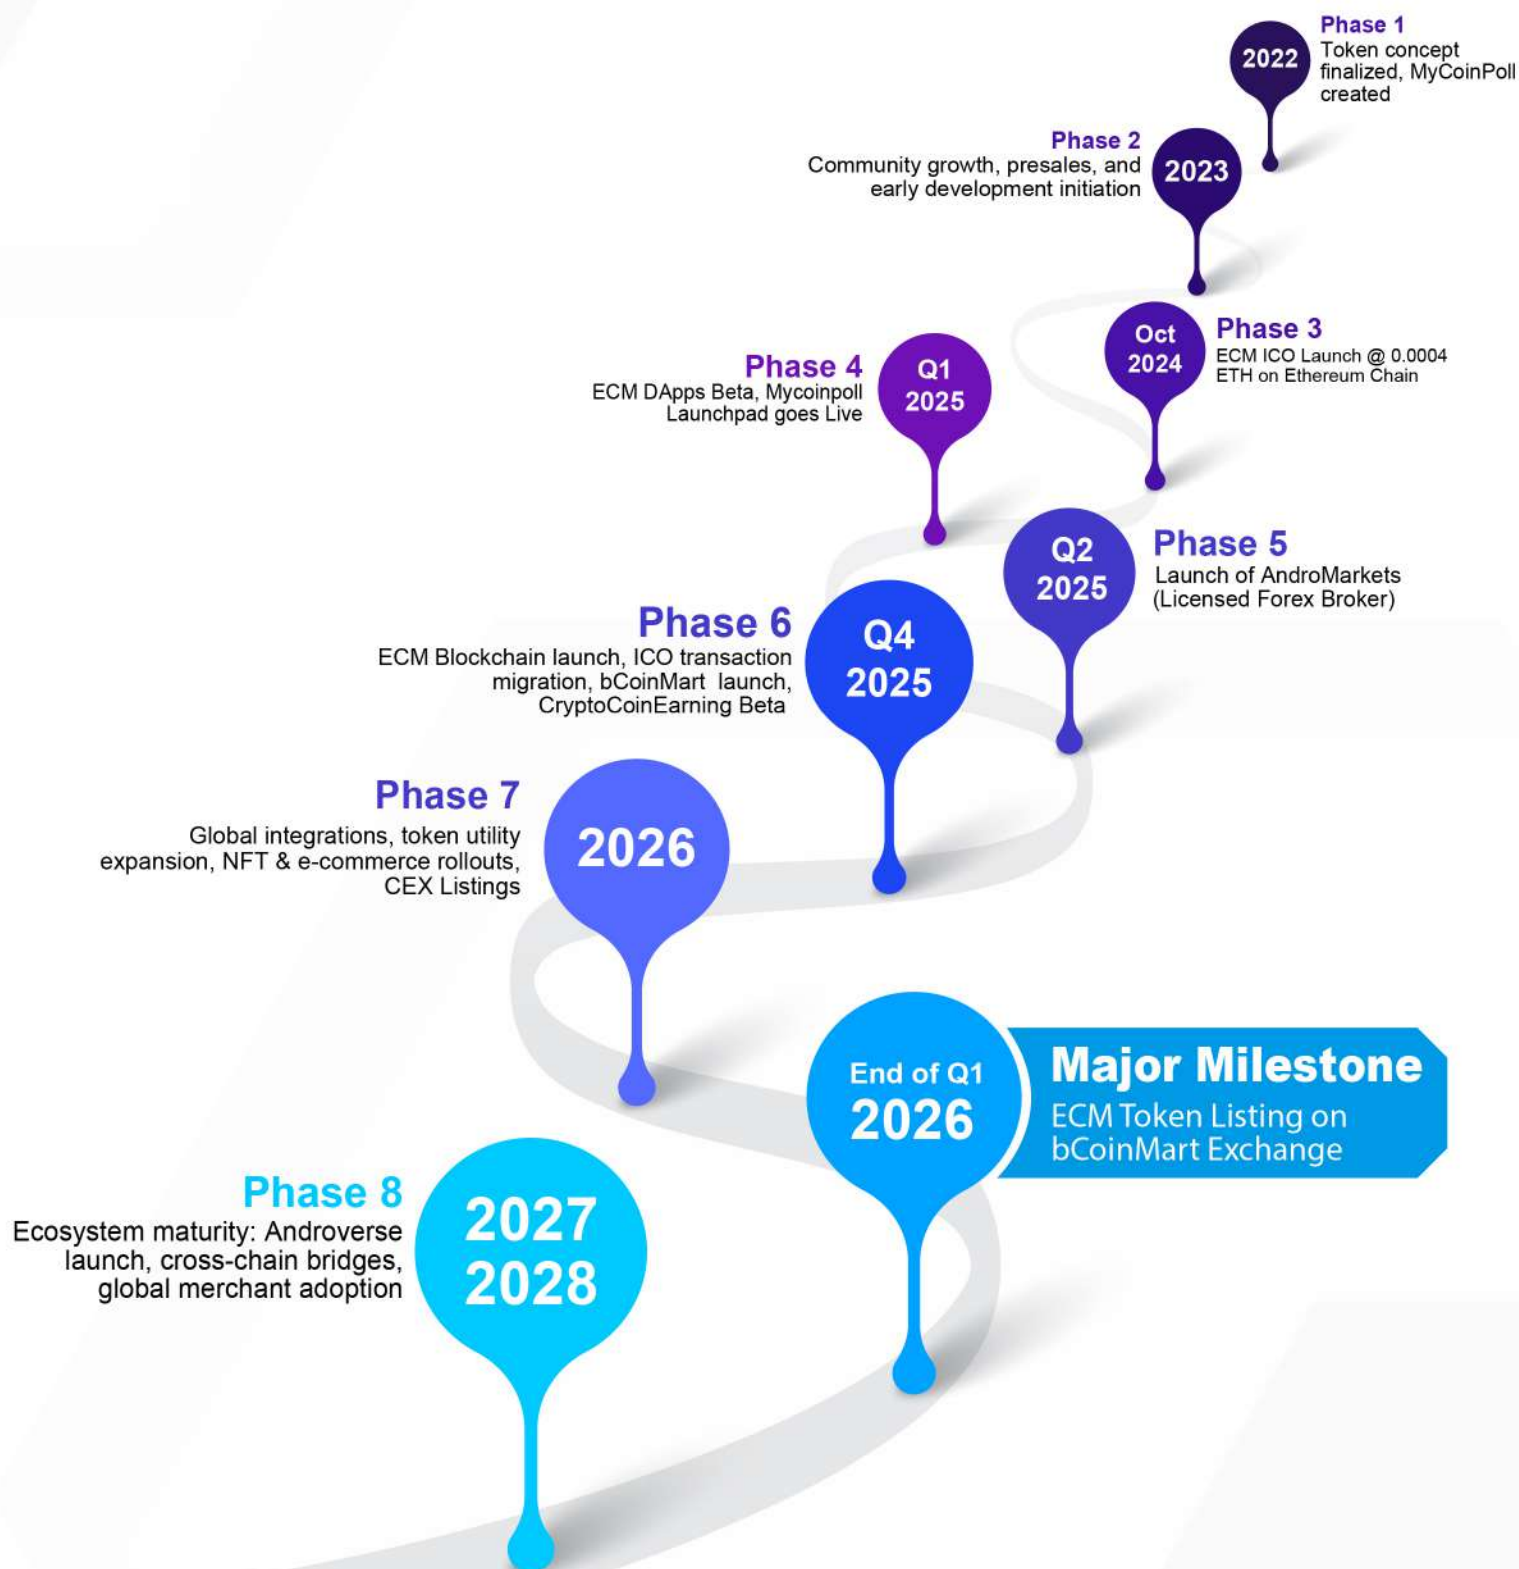 2022
Phase 1
Token concept
finalized, MyCoinPoll
created
Phase 2
Community growth, presales, and
early development initiation
2023
Oct
2024
Phase 3
ECM ICO Launch @ 0.0004
ETH on Ethereum Chain
Phase 4
ECM DApps Beta, Mycoinpoll
Launchpad goes Live
Q1
2025
Q2
2025
Phase 5
Launch of AndroMarkets
(Licensed Forex Broker)
Phase 6
ECM Blockchain launch, ICO transaction
migration, bCoinMart launch,
CryptoCoinEarning Beta
Q4
2025
Phase 7
Global integrations, token utility
expansion, NFT & e-commerce rollouts,
CEX Listings
2026
End of Q1
2026
Major Milestone
ECM Token Listing on
bCoinMart Exchange
Phase 8
Ecosystem maturity: Androverse
launch, cross-chain bridges,
global merchant adoption
2027
2028